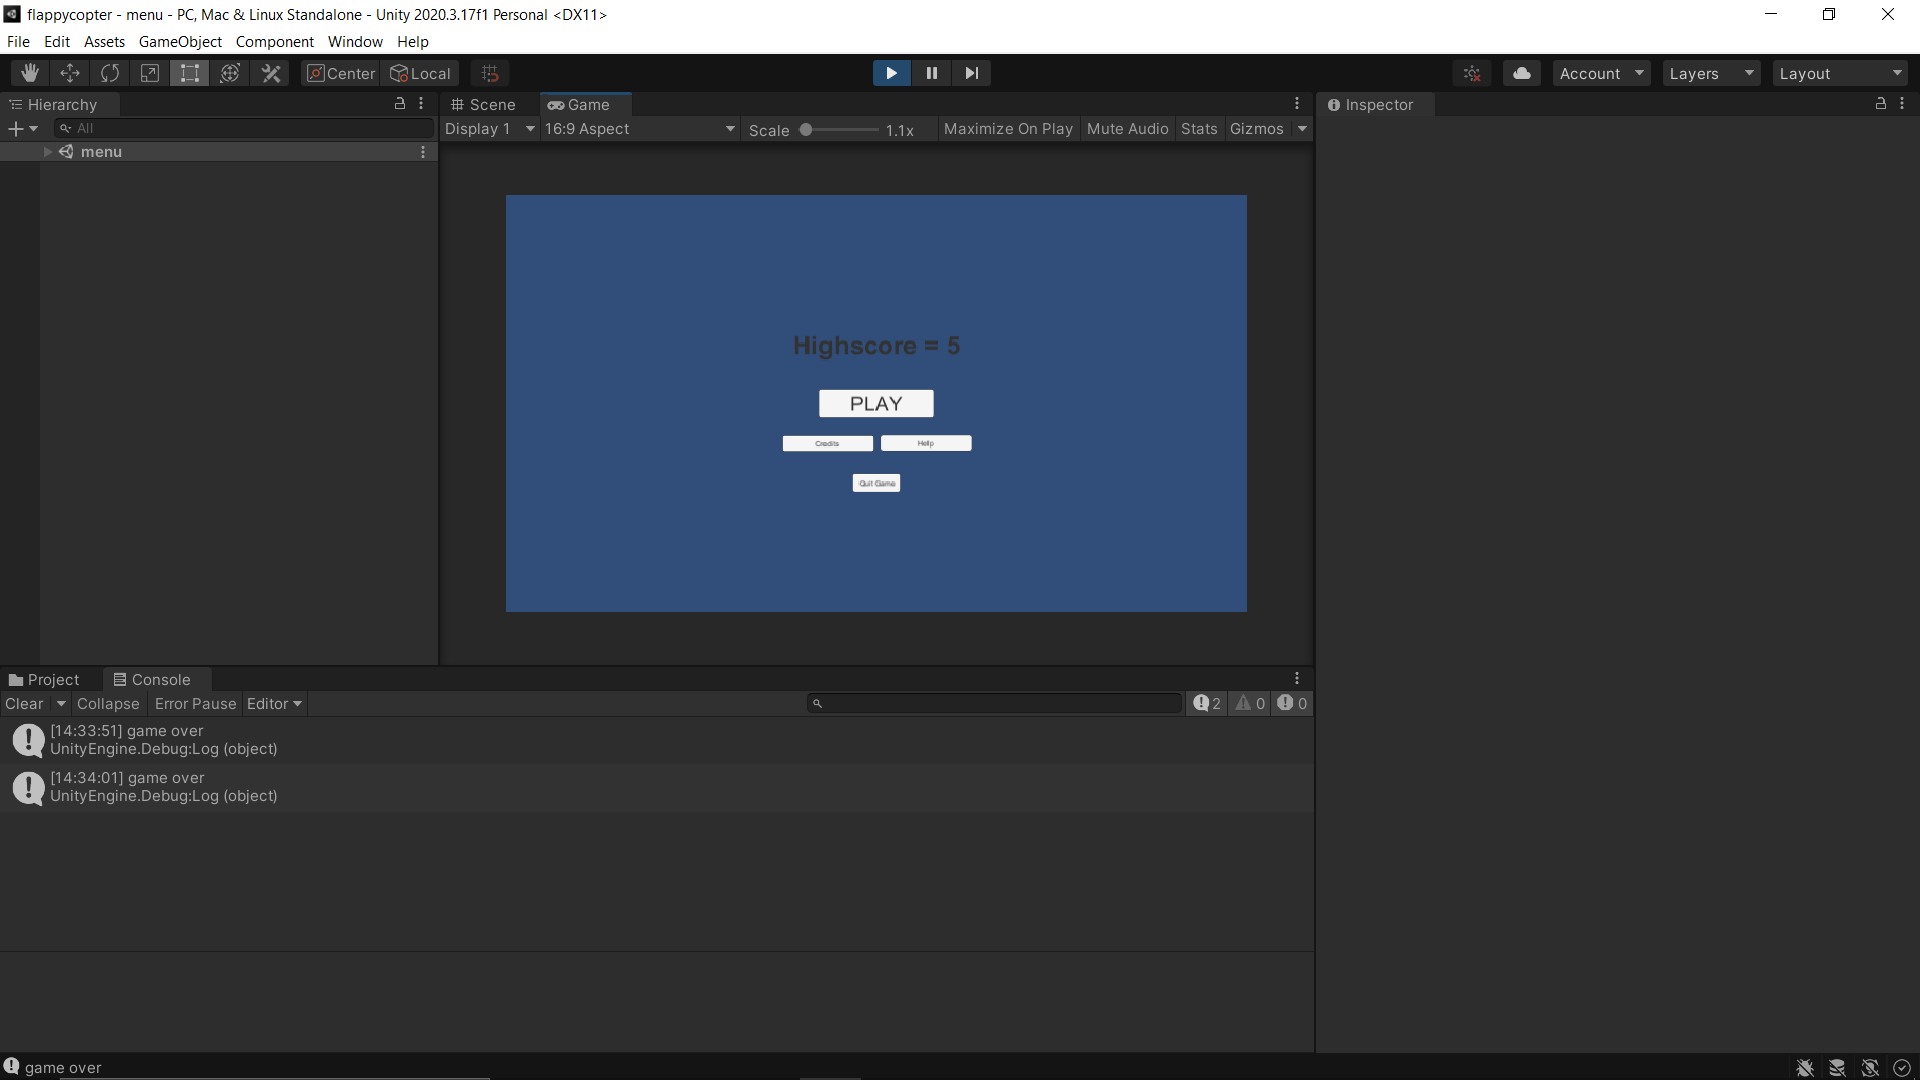 flappycopter - menu - PC, Mac & Linux Standalone - Unity 2020.3.17f1 Personal <DX11>
File Edit Assets GameObject Component Window Help
Center Local Account Layers Layout
Hierarchy
All
menu
Scene Game
Display 1 16:9 Aspect Scale 1.1x Maximize On Play Mute Audio Stats Gizmos
Highscore = 5
PLAY
Credits Help
Quit Game
Inspector
Project Console
Clear Collapse Error Pause Editor 2 0 0
[14:33:51] game over
UnityEngine.Debug:Log (object)
[14:34:01] game over
UnityEngine.Debug:Log (object)
game over